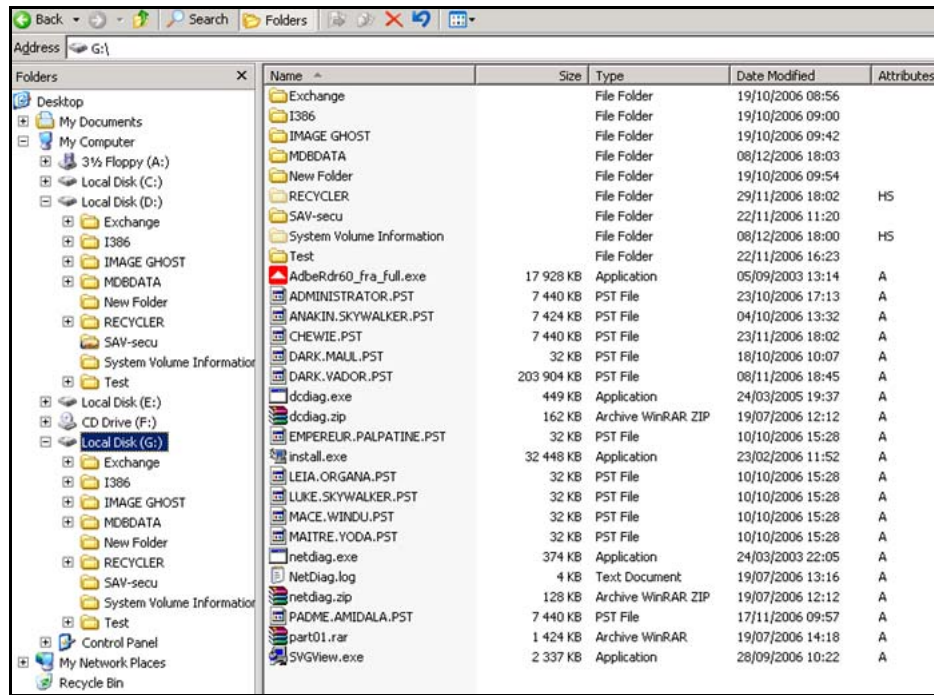 Back Search Folders
Address G:\
Folders × Name Size Type Date Modified Attributes
Desktop
My Documents
My Computer
3½ Floppy (A:)
Local Disk (C:)
Local Disk (D:)
Exchange
I386
IMAGE GHOST
MDBDATA
New Folder
RECYCLER
SAV-secu
System Volume Information
Test
Local Disk (E:)
CD Drive (F:)
Local Disk (G:)
Exchange
I386
IMAGE GHOST
MDBDATA
New Folder
RECYCLER
SAV-secu
System Volume Information
Test
Control Panel
My Network Places
Recycle Bin
Exchange File Folder 19/10/2006 08:56
I386 File Folder 19/10/2006 09:00
IMAGE GHOST File Folder 19/10/2006 09:42
MDBDATA File Folder 08/12/2006 18:03
New Folder File Folder 19/10/2006 09:54
RECYCLER File Folder 29/11/2006 18:02 HS
SAV-secu File Folder 22/11/2006 11:20
System Volume Information File Folder 08/12/2006 18:00 HS
Test File Folder 22/11/2006 16:23
AdbeRdr60_fra_full.exe 17 928 KB Application 05/09/2003 13:14 A
ADMINISTRATOR.PST 7 440 KB PST File 23/10/2006 17:13 A
ANAKIN.SKYWALKER.PST 7 424 KB PST File 04/10/2006 13:32 A
CHEWIE.PST 7 440 KB PST File 23/11/2006 18:02 A
DARK.MAUL.PST 32 KB PST File 18/10/2006 10:07 A
DARK.VADOR.PST 203 904 KB PST File 08/11/2006 18:45 A
dcdiag.exe 449 KB Application 24/03/2005 19:37 A
dcdiag.zip 162 KB Archive WinRAR ZIP 19/07/2006 12:12 A
EMPEREUR.PALPATINE.PST 32 KB PST File 10/10/2006 15:28 A
install.exe 32 448 KB Application 23/02/2006 11:52 A
LEIA.ORGANA.PST 32 KB PST File 10/10/2006 15:28 A
LUKE.SKYWALKER.PST 32 KB PST File 10/10/2006 15:28 A
MACE.WINDU.PST 32 KB PST File 10/10/2006 15:28 A
MAITRE.YODA.PST 32 KB PST File 10/10/2006 15:28 A
netdiag.exe 374 KB Application 24/03/2003 22:05 A
NetDiag.log 4 KB Text Document 19/07/2006 13:16 A
netdiag.zip 128 KB Archive WinRAR ZIP 19/07/2006 12:12 A
PADME.AMIDALA.PST 7 440 KB PST File 17/11/2006 09:57 A
part01.rar 1 424 KB Archive WinRAR 19/07/2006 14:18 A
SVGView.exe 2 337 KB Application 28/09/2006 10:22 A